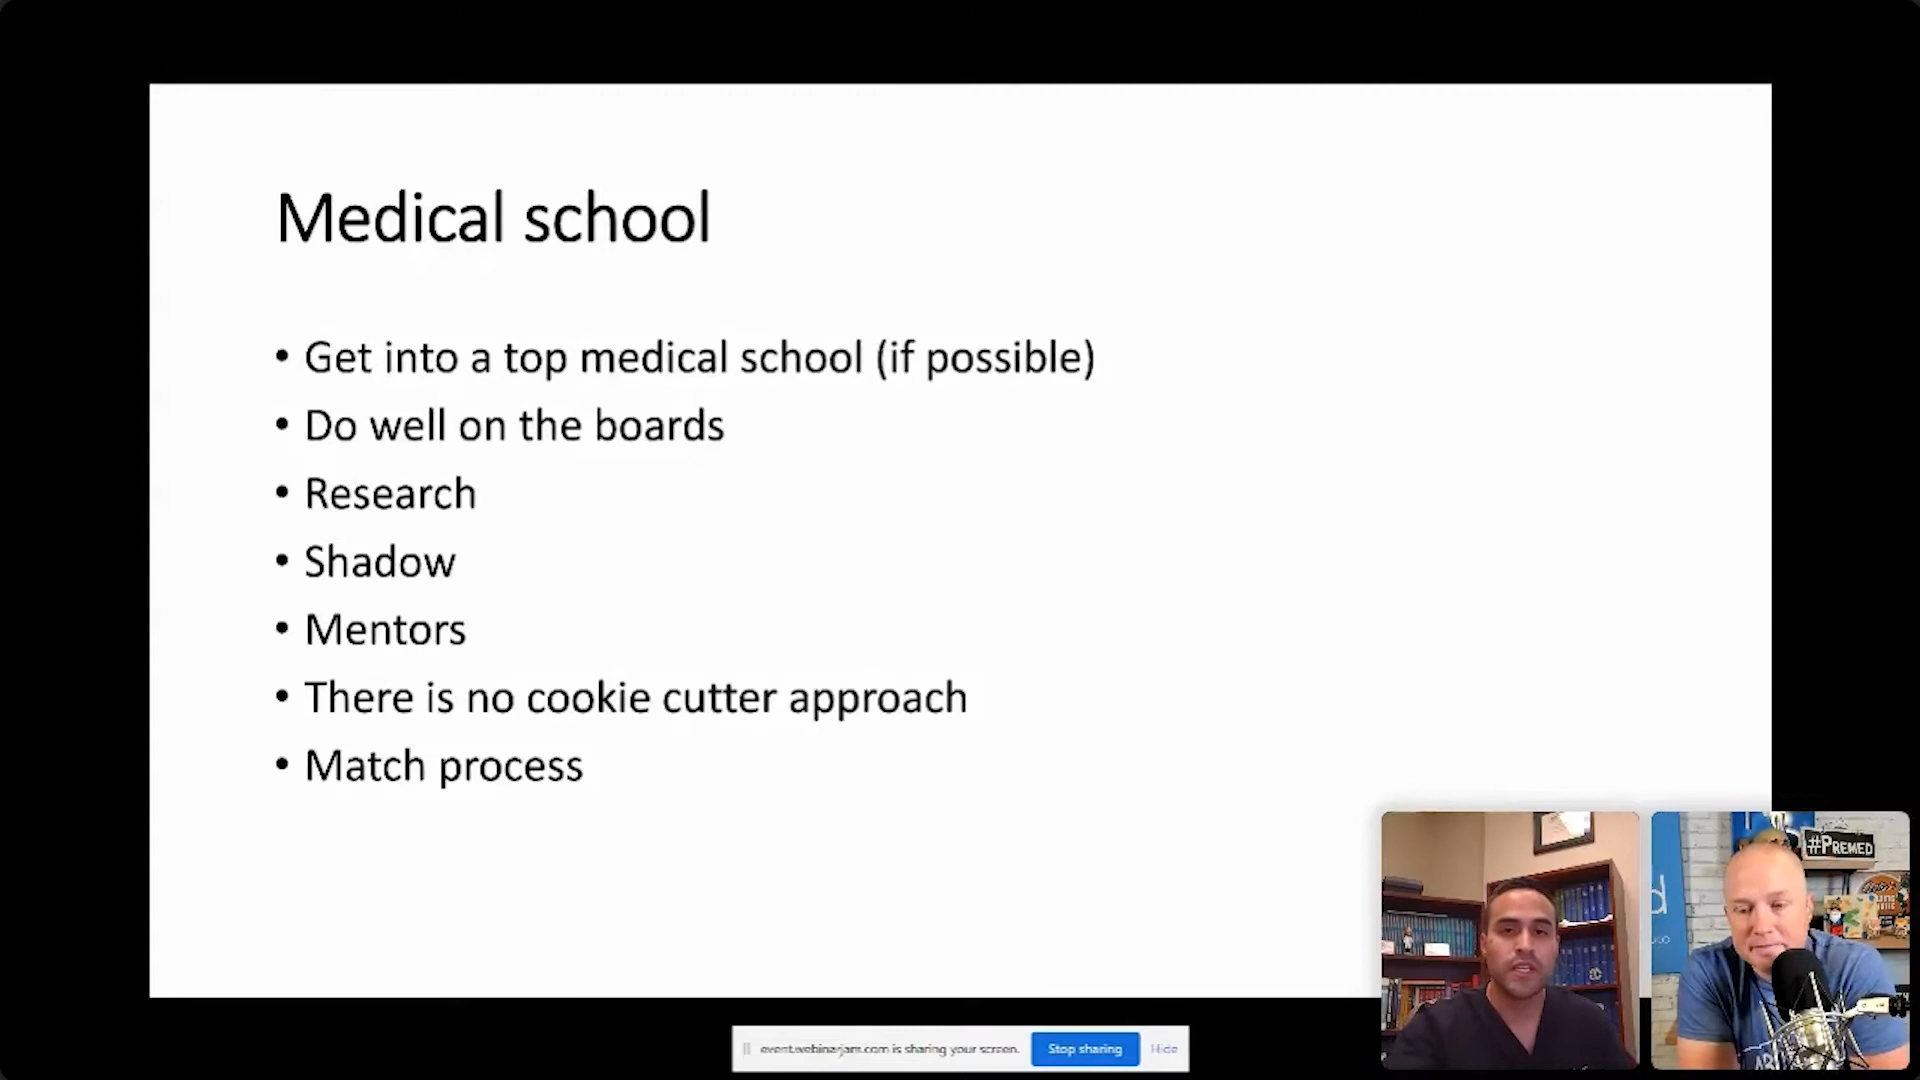 Medical school
• Get into a top medical school (if possible)
• Do well on the boards
• Research
• Shadow
• Mentors
• There is no cookie cutter approach
• Match process
#PREMED
event.webinarjam.com is sharing your screen.
Stop sharing
Hide